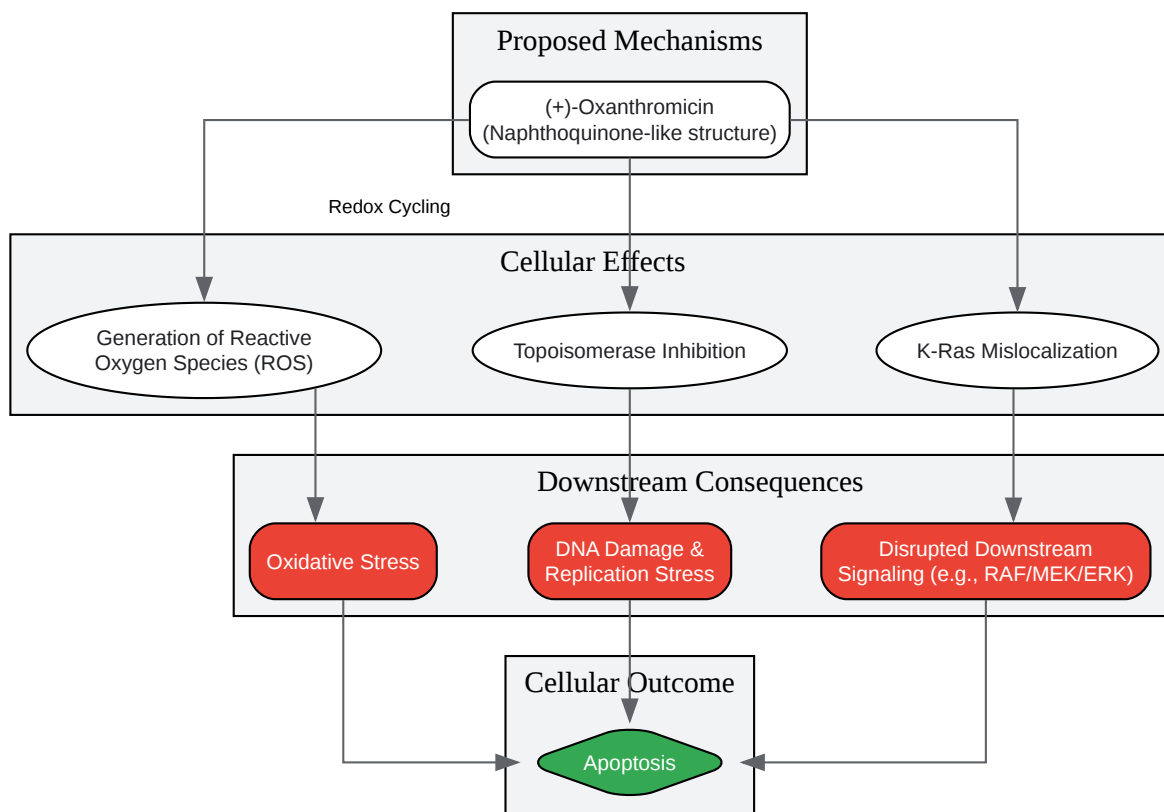 Proposed Mechanisms
(+)-Oxanthromicin
(Naphthoquinone-like structure)
Redox Cycling
Cellular Effects
Generation of Reactive
Oxygen Species (ROS)
Topoisomerase Inhibition
K-Ras Mislocalization
Downstream Consequences
Oxidative Stress
DNA Damage &
Replication Stress
Disrupted Downstream
Signaling (e.g., RAF/MEK/ERK)
Cellular Outcome
Apoptosis